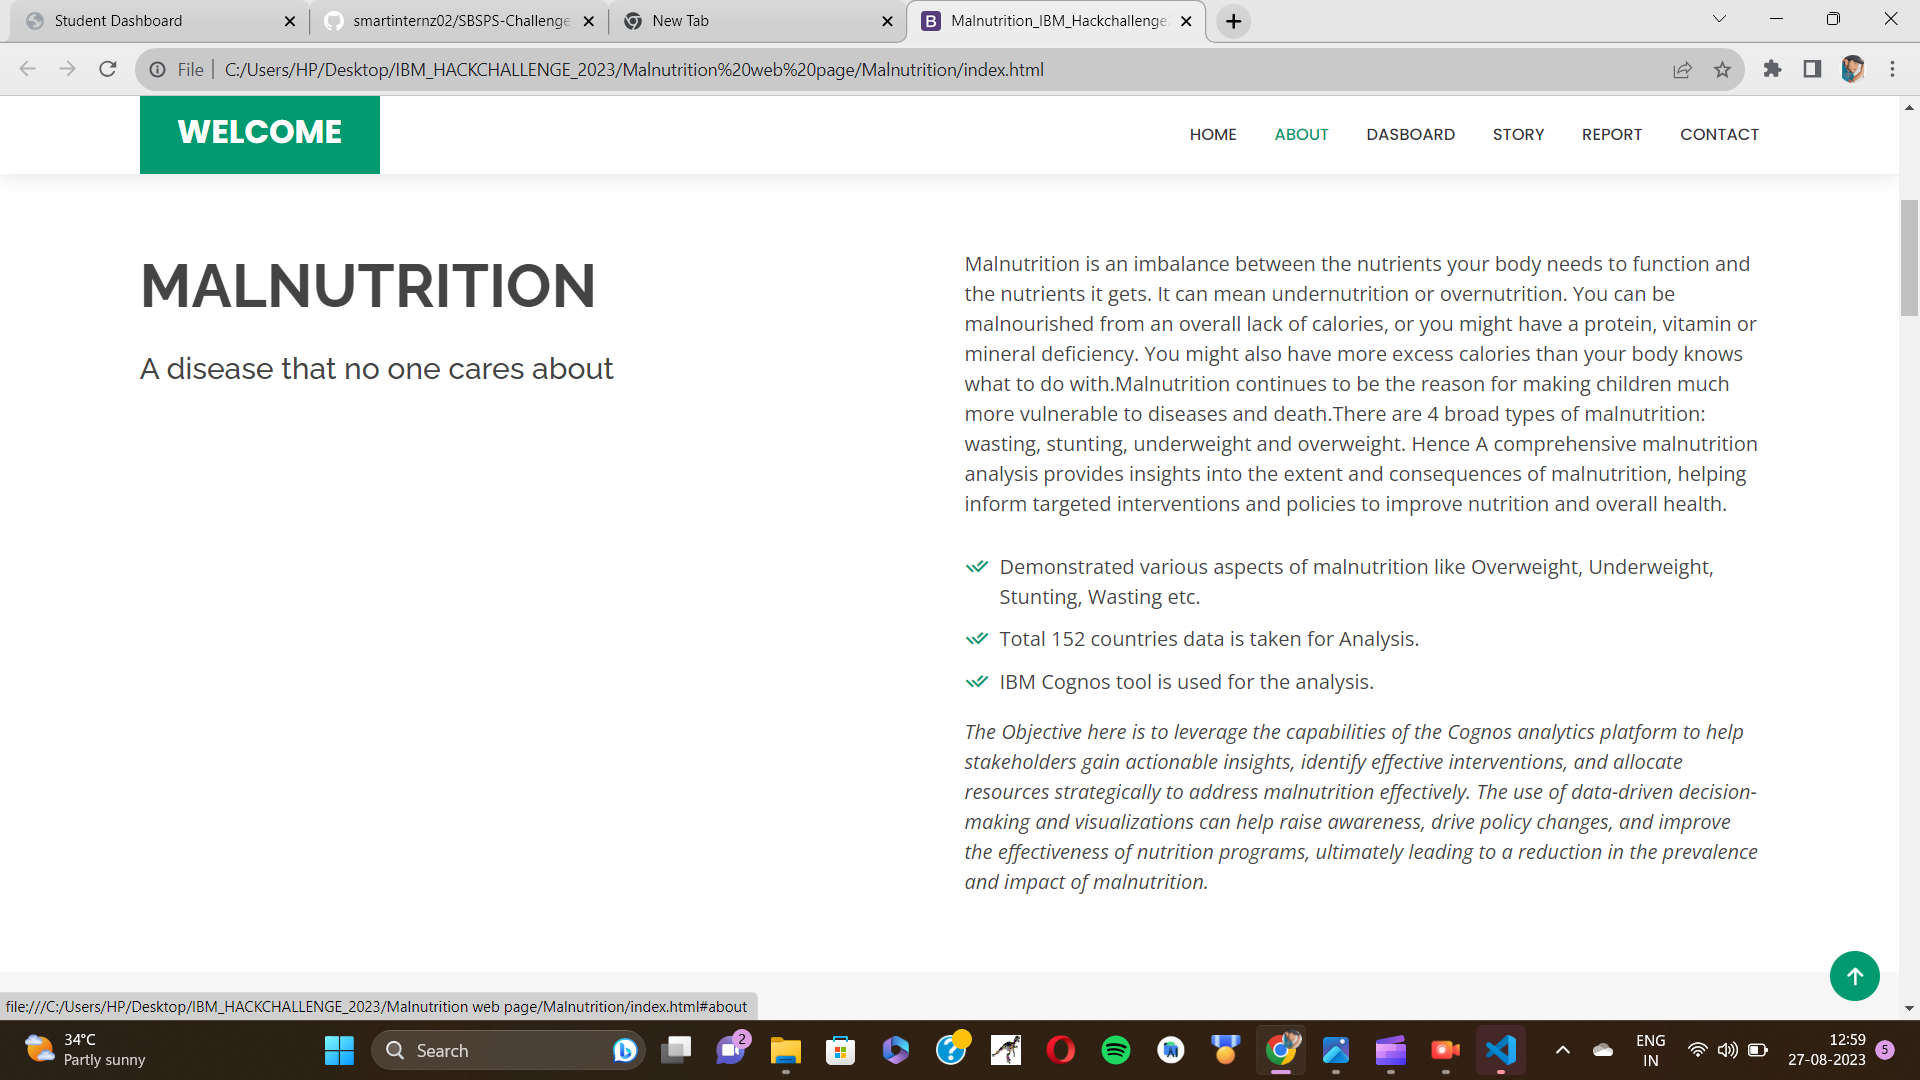 Student Dashboard
smartinternz02/SBSPS-Challenge
New Tab
Malnutrition_IBM_Hackchallenge
File
C:/Users/HP/Desktop/IBM_HACKCHALLENGE_2023/Malnutrition%20web%20page/Malnutrition/index.html
WELCOME
HOME
ABOUT
DASBOARD
STORY
REPORT
CONTACT
MALNUTRITION
A disease that no one cares about
Malnutrition is an imbalance between the nutrients your body needs to function and
the nutrients it gets. It can mean undernutrition or overnutrition. You can be
malnourished from an overall lack of calories, or you might have a protein, vitamin or
mineral deficiency. You might also have more excess calories than your body knows
what to do with.Malnutrition continues to be the reason for making children much
more vulnerable to diseases and death.There are 4 broad types of malnutrition:
wasting, stunting, underweight and overweight. Hence A comprehensive malnutrition
analysis provides insights into the extent and consequences of malnutrition, helping
inform targeted interventions and policies to improve nutrition and overall health.
Demonstrated various aspects of malnutrition like Overweight, Underweight,
Stunting, Wasting etc.
Total 152 countries data is taken for Analysis.
IBM Cognos tool is used for the analysis.
The Objective here is to leverage the capabilities of the Cognos analytics platform to help
stakeholders gain actionable insights, identify effective interventions, and allocate
resources strategically to address malnutrition effectively. The use of data-driven decision-
making and visualizations can help raise awareness, drive policy changes, and improve
the effectiveness of nutrition programs, ultimately leading to a reduction in the prevalence
and impact of malnutrition.
file:///C:/Users/HP/Desktop/IBM_HACKCHALLENGE_2023/Malnutrition web page/Malnutrition/index.html#about
34°C
Partly sunny
Search
2
ENG
IN
12:59
27-08-2023
5